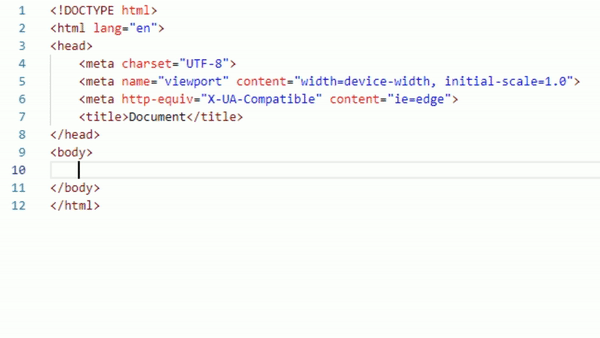 1 <!DOCTYPE html>
2 <html lang="en">
3 <head>
4 <meta charset="UTF-8">
5 <meta name="viewport" content="width=device-width, initial-scale=1.0">
6 <meta http-equiv="X-UA-Compatible" content="ie=edge">
7 <title>Document</title>
8 </head>
9 <body>
10
11 </body>
12 </html>